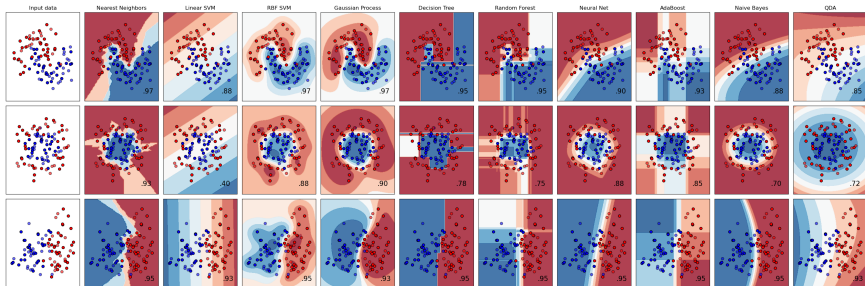 Input data Nearest Neighbors Linear SVM RBF SVM Gaussian Process Decision Tree Random Forest Neural Net AdaBoost Naive Bayes QDA
.97 .88 .97 .97 .95 .95 .90 .93 .88 .85
.93 .40 .88 .90 .78 .75 .88 .85 .70 .72
.95 .93 .95 .93 .95 .95 .95 .95 .95 .93